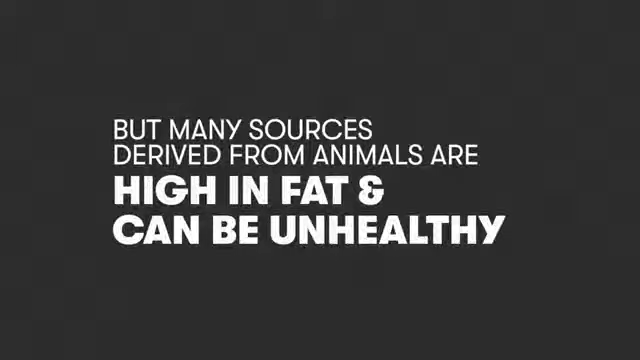 BUT MANY SOURCES
DERIVED FROM ANIMALS ARE
HIGH IN FAT &
CAN BE UNHEALTHY